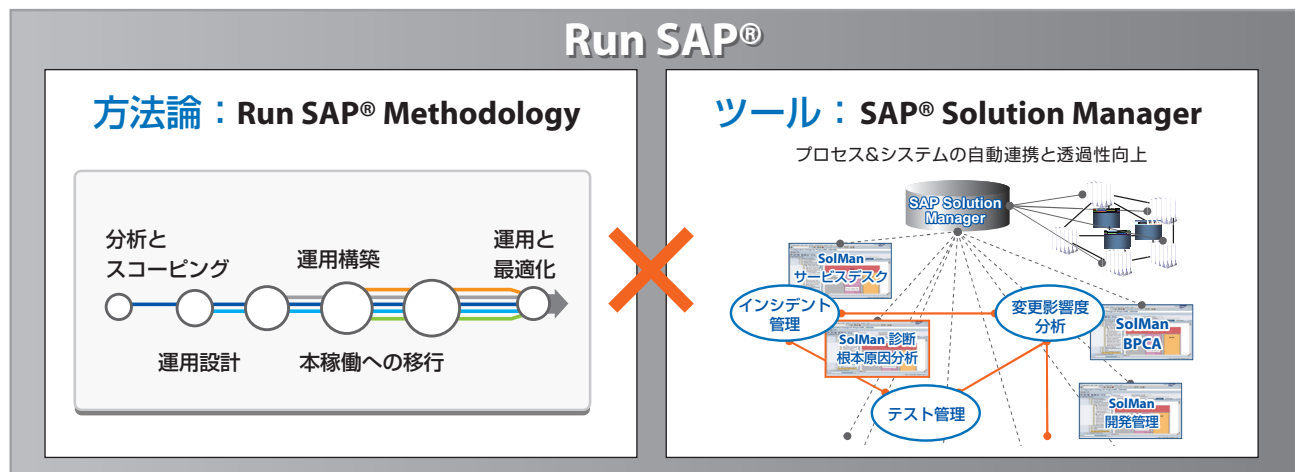 Run SAP®
方法論：Run SAP® Methodology
分析と
スコーピング
運用設計
運用構築
本稼働への移行
運用と
最適化
ツール：SAP® Solution Manager
プロセス&システムの自動連携と透過性向上
SAP Solution
Manager
SolMan
サービスデスク
インシデント
管理
SolMan 診断
根本原因分析
変更影響度
分析
SolMan
BPCA
テスト管理
SolMan
開発管理